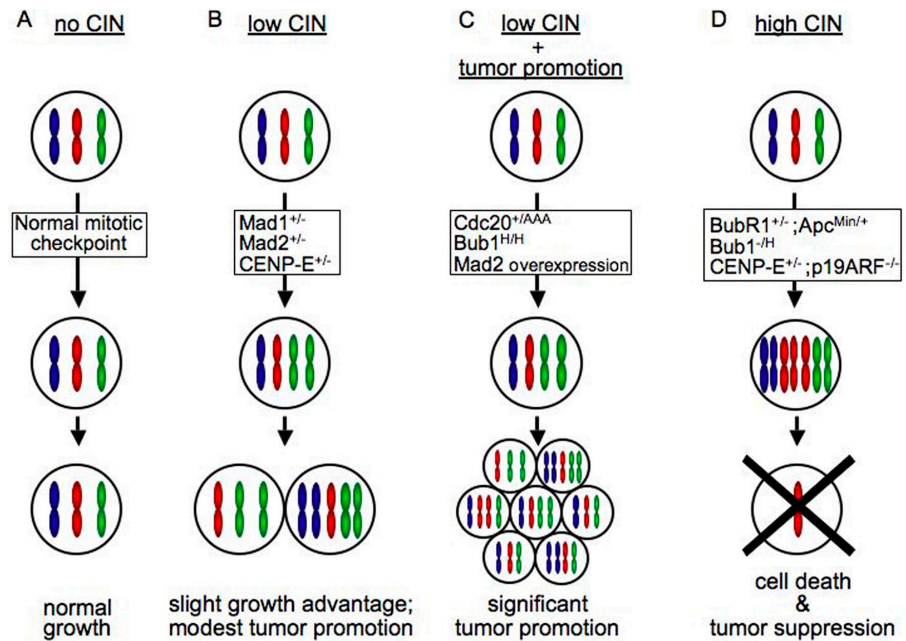 A no CIN
Normal mitotic
checkpoint
normal
growth
B low CIN
Mad1+/-
Mad2+/-
CENP-E+/-
slight growth advantage;
modest tumor promotion
C low CIN
+
tumor promotion
Cdc20+/AAA
Bub1H/H
Mad2 overexpression
significant
tumor promotion
D high CIN
BubR1+/-;ApcMin/+
Bub1-/H
CENP-E+/-;p19ARF-/-
cell death
&
tumor suppression